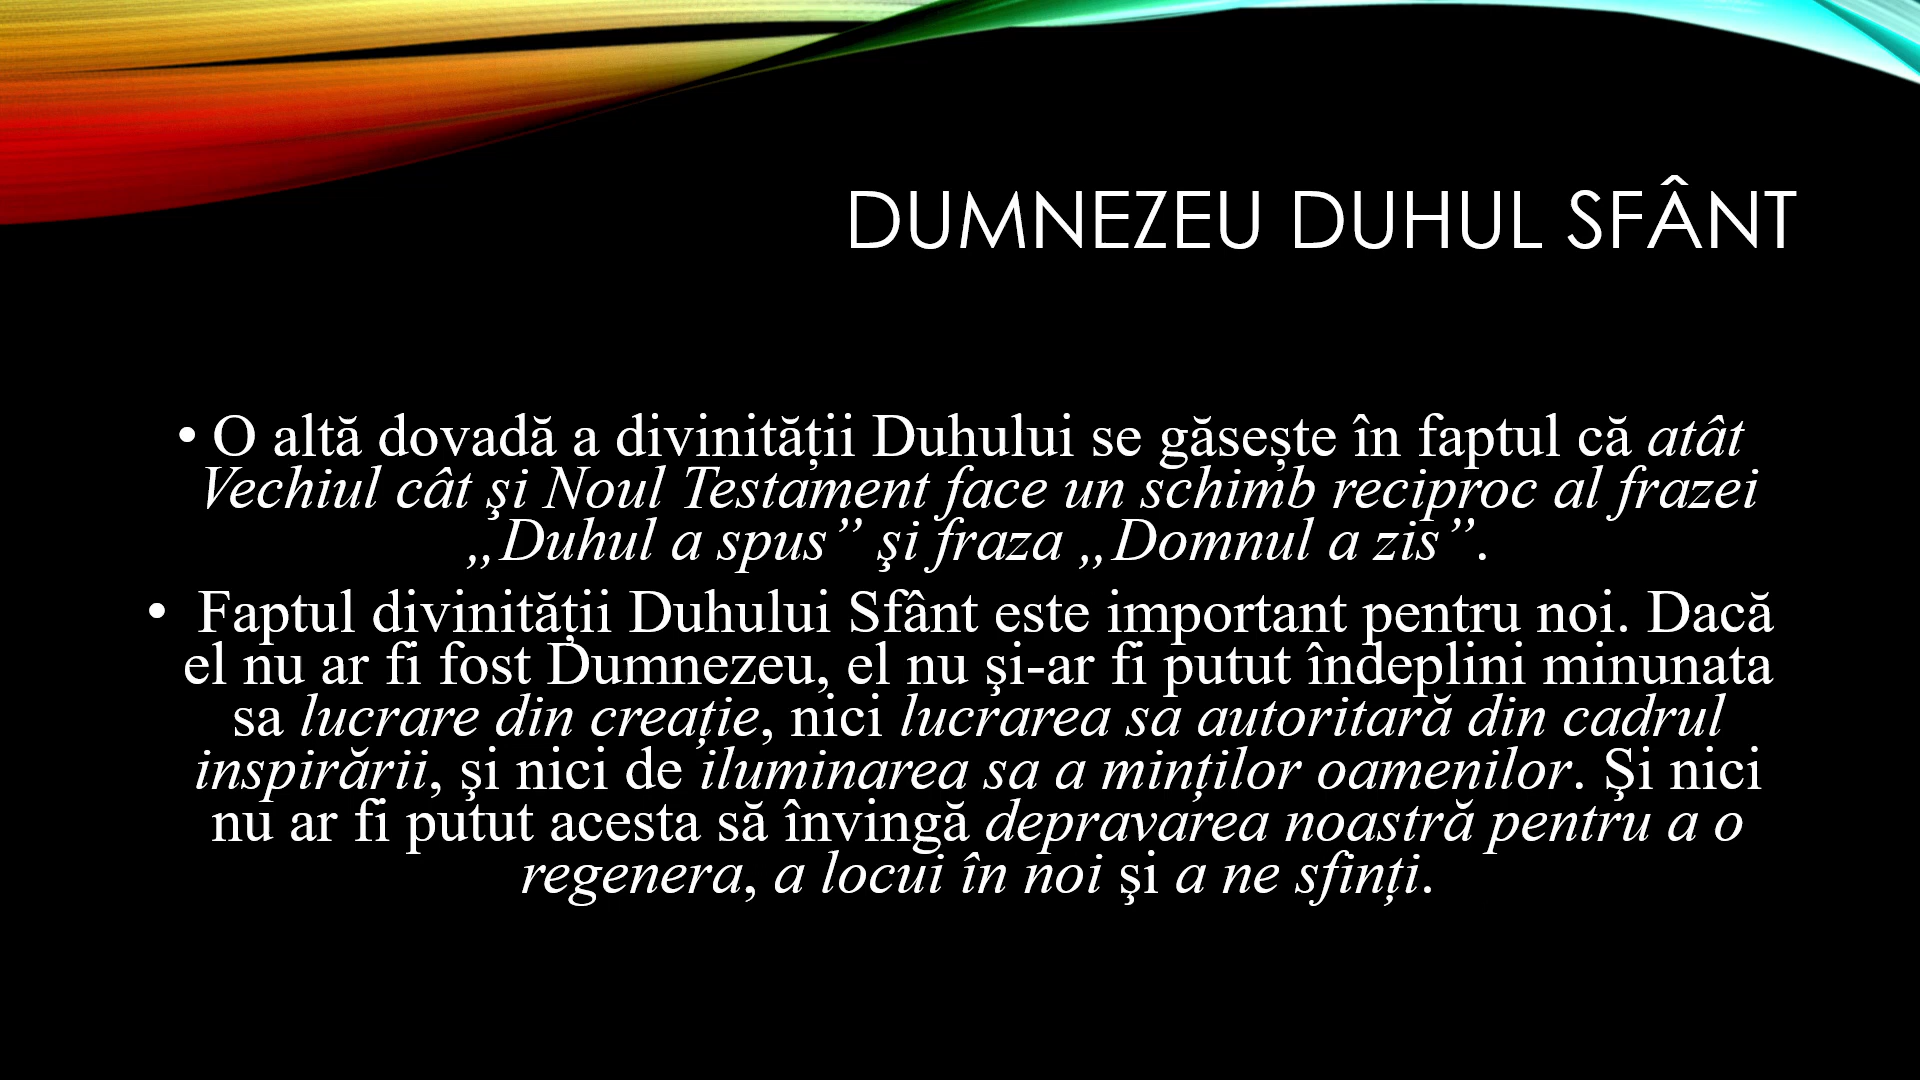 DUMNEZEU DUHUL SFÂNT
• O altă dovadă a divinității Duhului se găsește în faptul că atât
Vechiul cât şi Noul Testament face un schimb reciproc al frazei
„Duhul a spus” şi fraza „Domnul a zis”.
• Faptul divinității Duhului Sfânt este important pentru noi. Dacă
el nu ar fi fost Dumnezeu, el nu şi-ar fi putut îndeplini minunata
sa lucrare din creație, nici lucrarea sa autoritară din cadrul
inspirării, şi nici de iluminarea sa a minților oamenilor. Şi nici
nu ar fi putut acesta să învingă depravarea noastră pentru a o
regenera, a locui în noi şi a ne sfinți.